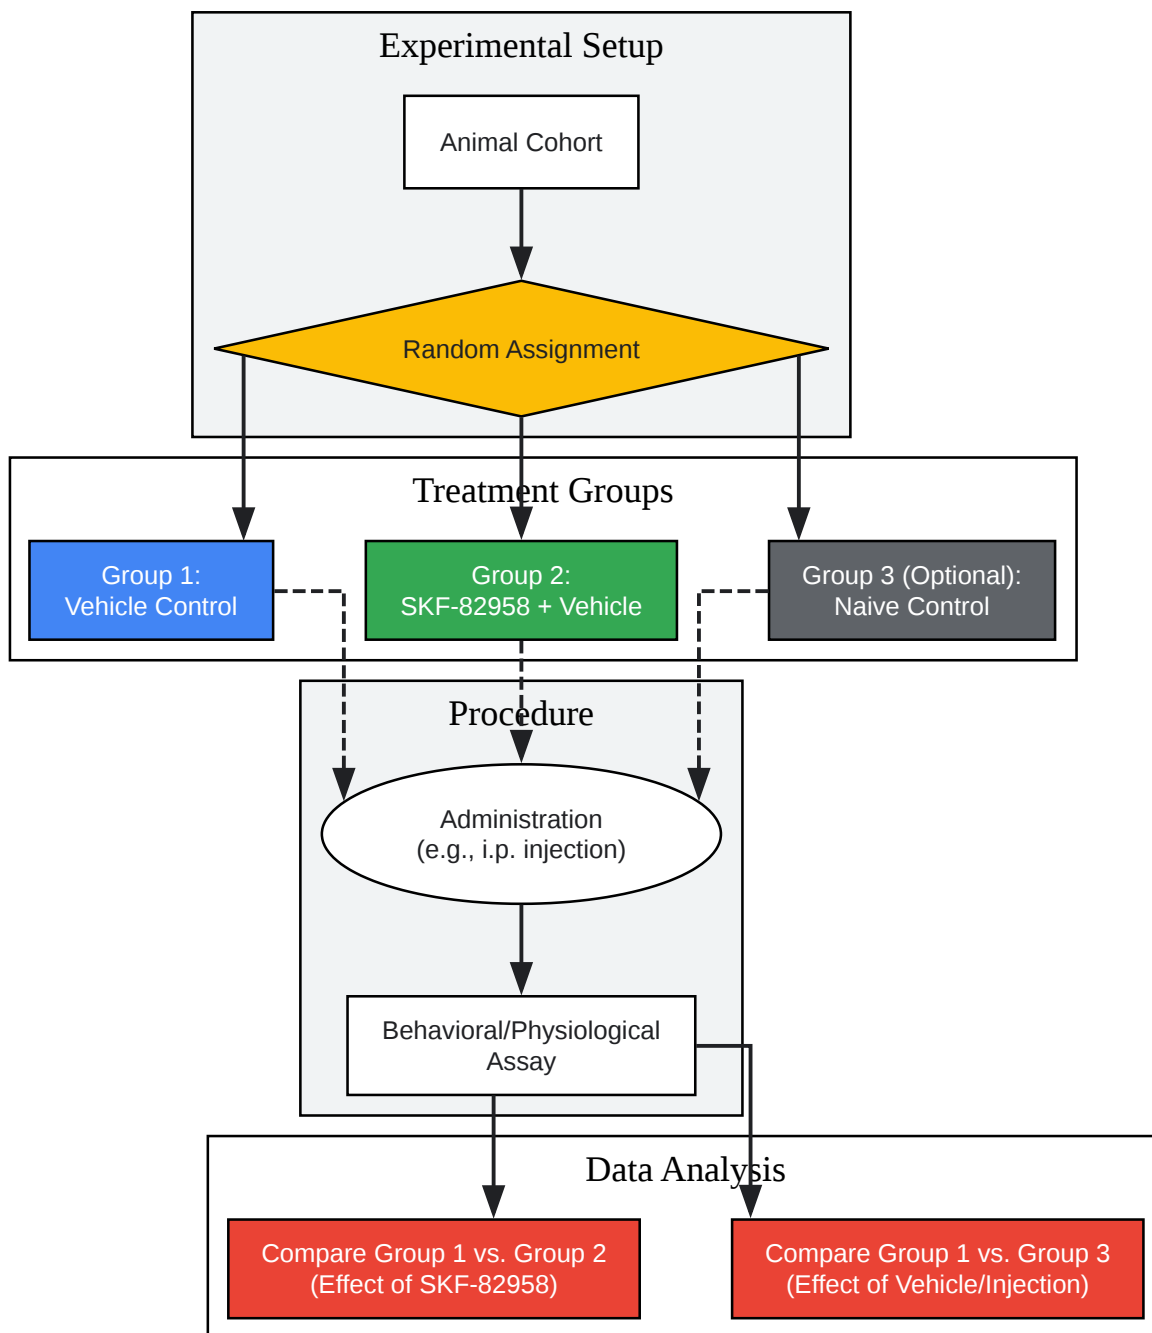 Experimental Setup
Animal Cohort
Random Assignment
Treatment Groups
Group 1:
Vehicle Control
Group 2:
SKF-82958 + Vehicle
Group 3 (Optional):
Naive Control
Procedure
Administration
(e.g., i.p. injection)
Behavioral/Physiological
Assay
Data Analysis
Compare Group 1 vs. Group 2
(Effect of SKF-82958)
Compare Group 1 vs. Group 3
(Effect of Vehicle/Injection)